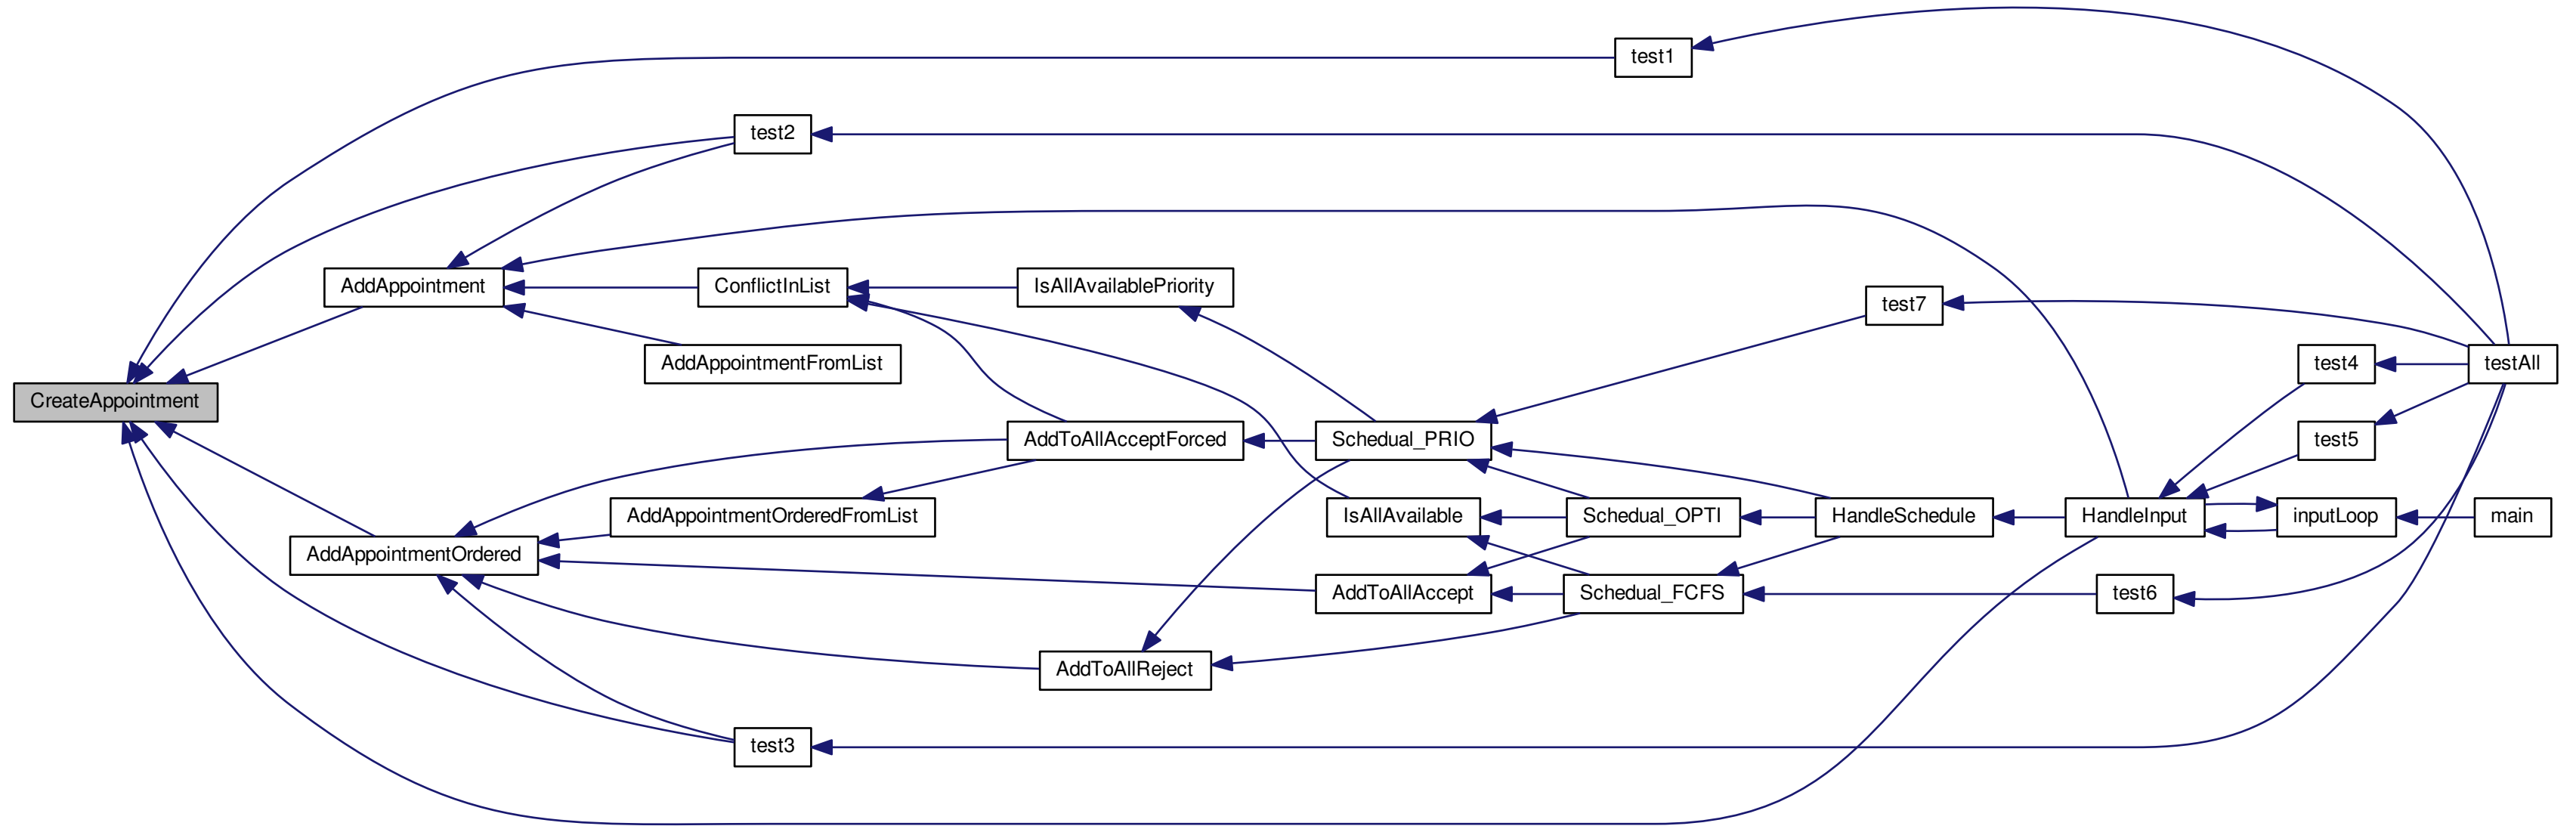 test1
test2
AddAppointment
ConflictInList
IsAllAvailablePriority
test7
AddAppointmentFromList
test4
testAll
CreateAppointment
AddToAllAcceptForced
Schedual_PRIO
test5
AddAppointmentOrderedFromList
IsAllAvailable
Schedual_OPTI
HandleSchedule
HandleInput
inputLoop
main
AddAppointmentOrdered
AddToAllAccept
Schedual_FCFS
test6
AddToAllReject
test3